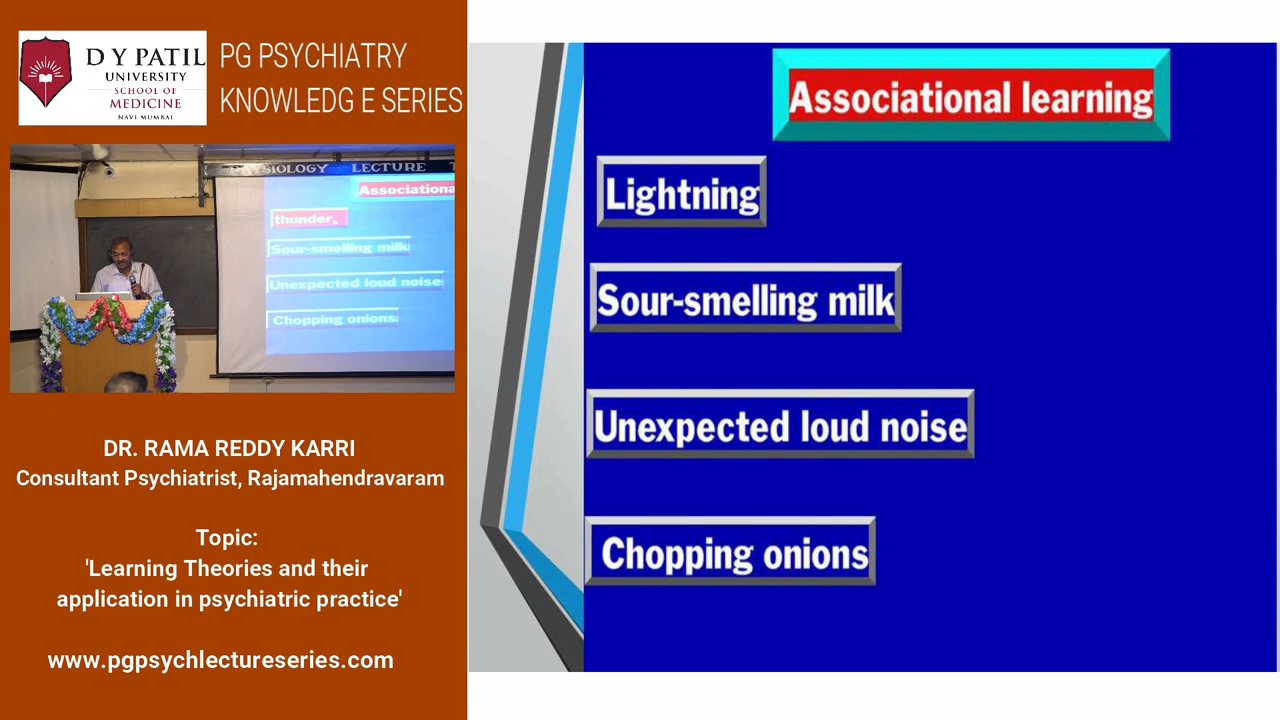 D Y PATIL
UNIVERSITY
SCHOOL OF
MEDICINE
NAVI MUMBAI
PG PSYCHIATRY
KNOWLEDG E SERIES
YSIOLOGY LECTURE T
Associationa
thunder.
Sour-smelling milk
Unexpected loud noise
Chopping onions
DR. RAMA REDDY KARRI
Consultant Psychiatrist, Rajamahendravaram
Topic:
'Learning Theories and their
application in psychiatric practice'
www.pgpsychlectureseries.com
Associational learning
Lightning
Sour-smelling milk
Unexpected loud noise
Chopping onions